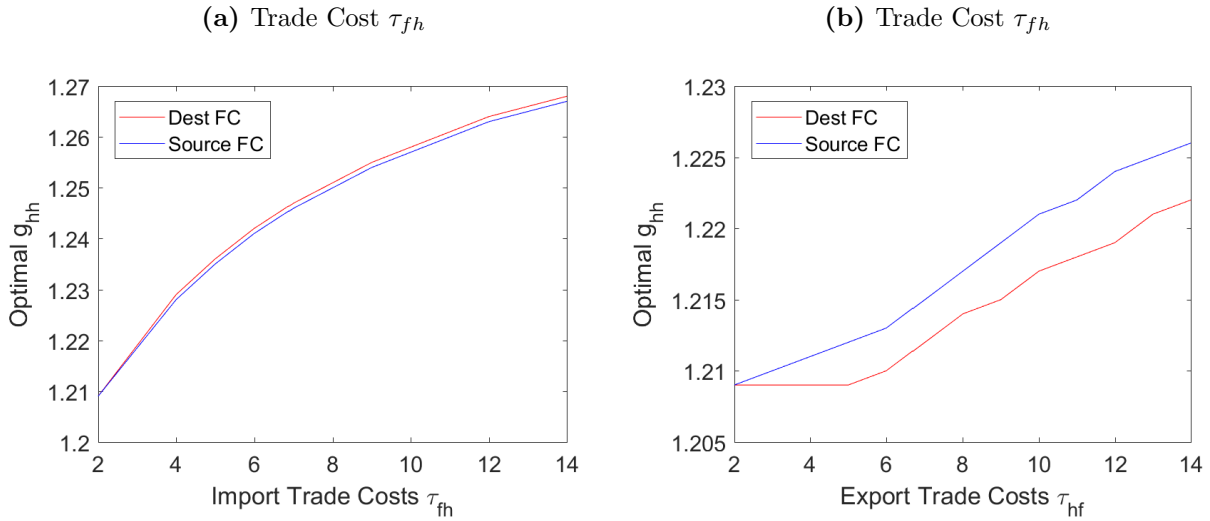 (a) Trade Cost τ_fh
1.27
1.26
1.25
1.24
1.23
1.22
1.21
1.2
Optimal g_hh
Dest FC
Source FC
2 4 6 8 10 12 14
Import Trade Costs τ_fh
(b) Trade Cost τ_fh
1.23
1.225
1.22
1.215
1.21
1.205
Optimal g_hh
Dest FC
Source FC
2 4 6 8 10 12 14
Export Trade Costs τ_hf